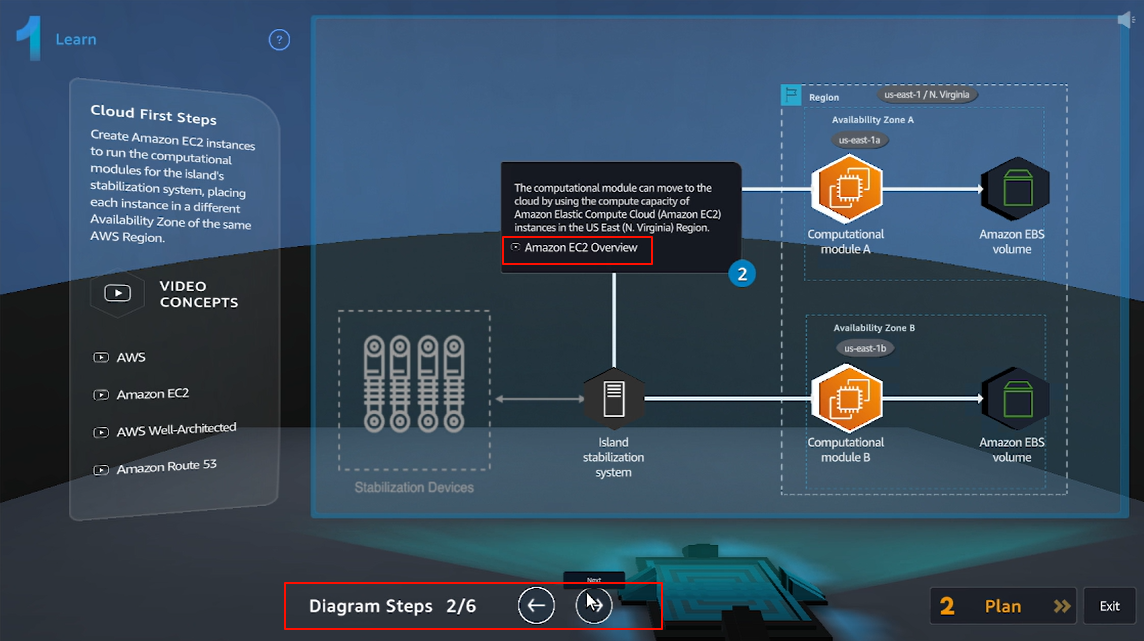 1
Learn
?
Cloud First Steps
Create Amazon EC2 instances
to run the computational
modules for the island's
stabilization system, placing
each instance in a different
Availability Zone of the same
AWS Region.
VIDEO
CONCEPTS
AWS
Amazon EC2
AWS Well-Architected
Amazon Route 53
The computational module can move to the
cloud by using the compute capacity of
Amazon Elastic Compute Cloud (Amazon EC2)
instances in the US East (N. Virginia) Region.
Amazon EC2 Overview
2
Region
us-east-1 / N. Virginia
Availability Zone A
us-east-1a
Computational
module A
Amazon EBS
volume
Availability Zone B
us-east-1b
Computational
module B
Amazon EBS
volume
Island
stabilization
system
Stabilization Devices
Next
Diagram Steps 2/6
2 Plan
Exit